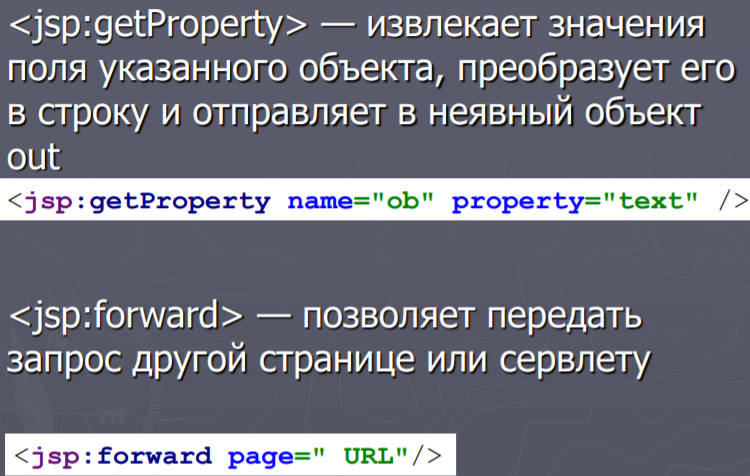 <jsp:getProperty> — извлекает значения
поля указанного объекта, преобразует его
в строку и отправляет в неявный объект
out
<jsp:getProperty name="ob" property="text" />
<jsp:forward> — позволяет передать
запрос другой странице или сервлету
<jsp:forward page=" URL"/>